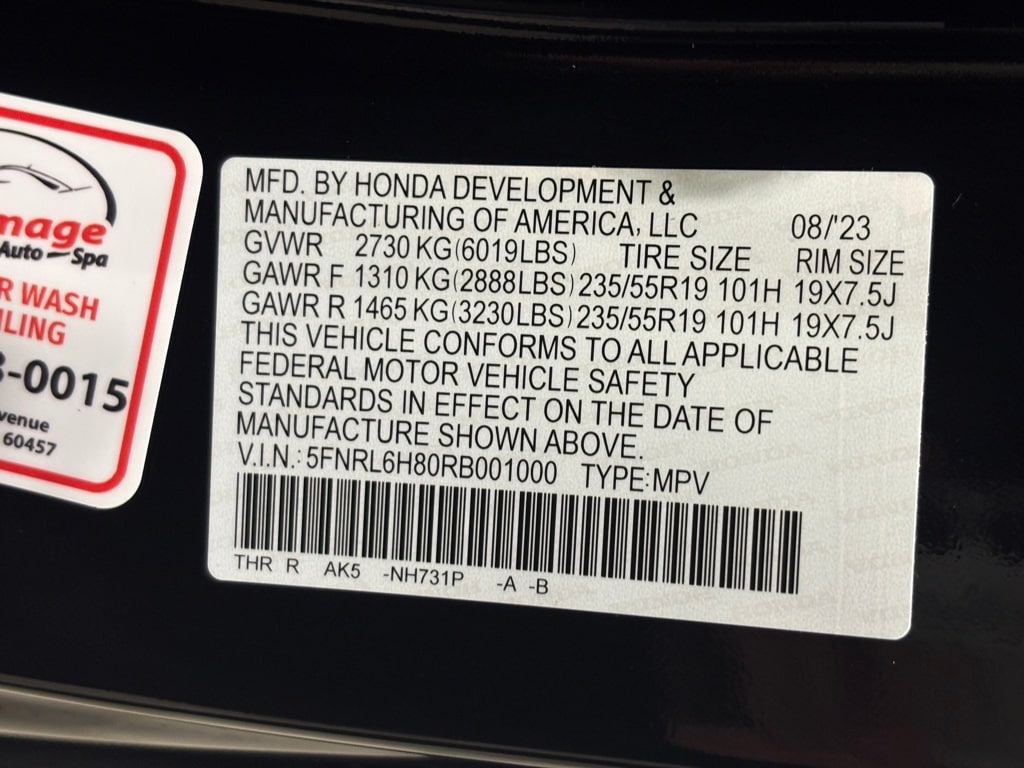 mage
Auto Spa
R WASH
ILING
-0015
venue
60457
MFD. BY HONDA DEVELOPMENT &
MANUFACTURING OF AMERICA, LLC 08/'23
GVWR 2730 KG(6019LBS) TIRE SIZE RIM SIZE
GAWR F 1310 KG(2888LBS) 235/55R19 101H 19X7.5J
GAWR R 1465 KG(3230LBS) 235/55R19 101H 19X7.5J
THIS VEHICLE CONFORMS TO ALL APPLICABLE
FEDERAL MOTOR VEHICLE SAFETY
STANDARDS IN EFFECT ON THE DATE OF
MANUFACTURE SHOWN ABOVE.
V.I.N.: 5FNRL6H80RB001000 TYPE:MPV
THR R AK5 -NH731P -A -B